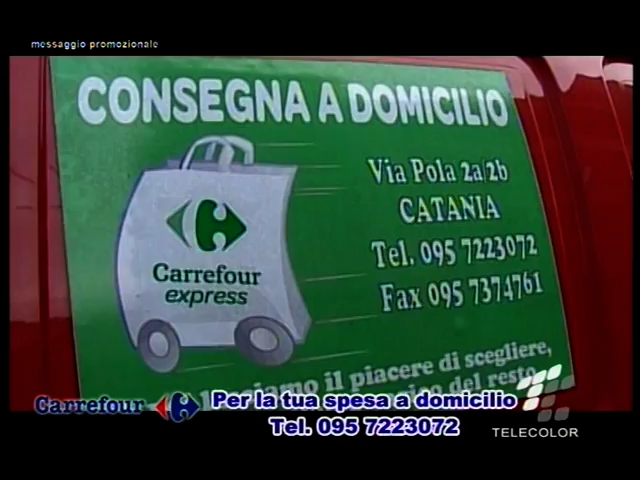 messaggio promozionale
CONSEGNA A DOMICILIO
Via Pola 2a/2b
CATANIA
Tel. 095 7223072
Fax 095 7374761
Carrefour
express
il piacere di scegliere,
del resto
Carrefour
Per la tua spesa a domicilio
Tel. 095 7223072
TELECOLOR